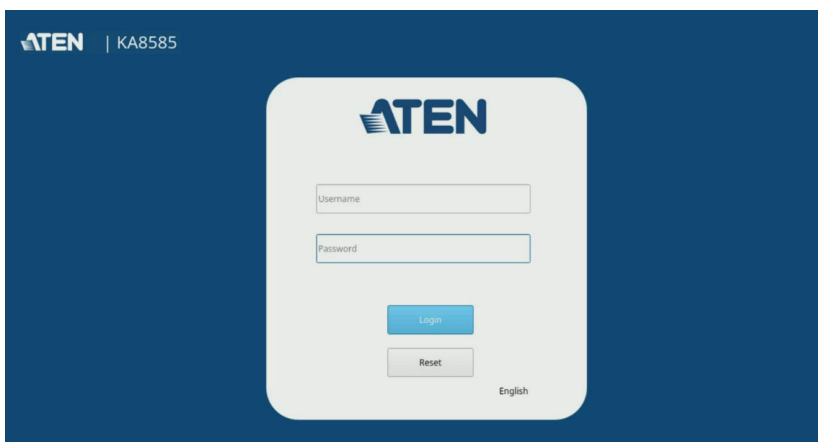 ATEN | KA8585
ATEN
Username
Password
Login
Reset
English